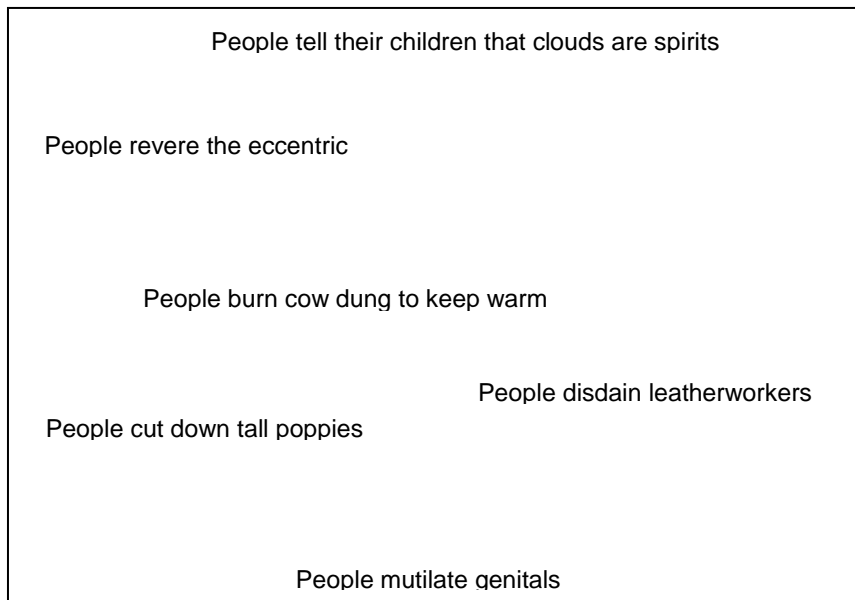 People tell their children that clouds are spirits
People revere the eccentric
People burn cow dung to keep warm
People disdain leatherworkers
People cut down tall poppies
People mutilate genitals